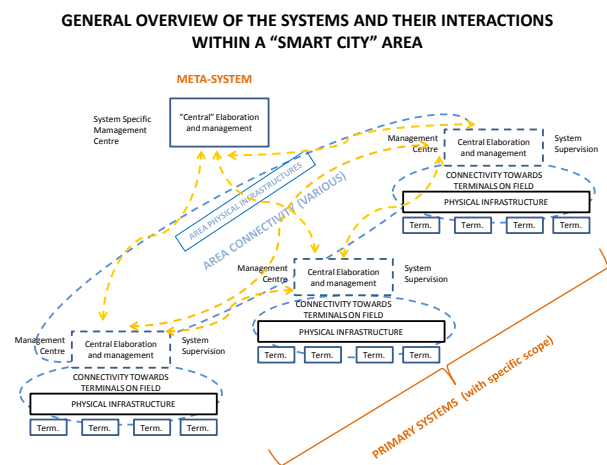 GENERAL OVERVIEW OF THE SYSTEMS AND THEIR INTERACTIONS
WITHIN A “SMART CITY” AREA
META-SYSTEM
System Specific
Mamagement
Centre
“Central” Elaboration
and management
Management
Centre
Central Elaboration
and management
System
Supervision
CONNECTIVITY TOWARDS
TERMINALS ON FIELD
PHYSICAL INFRASTRUCTURE
Term.
Term.
Term.
Term.
AREA PHYSICAL INFRASTRUCTURES
AREA CONNECTIVITY (VARIOUS)
Management
Centre
Central Elaboration
and management
System
Supervision
CONNECTIVITY TOWARDS
TERMINALS ON FIELD
PHYSICAL INFRASTRUCTURE
Term.
Term.
Term.
Term.
Management
Centre
Central Elaboration
and management
System
Supervision
CONNECTIVITY TOWARDS
TERMINALS ON FIELD
PHYSICAL INFRASTRUCTURE
Term.
Term.
Term.
Term.
PRIMARY SYSTEMS (with specific scope)